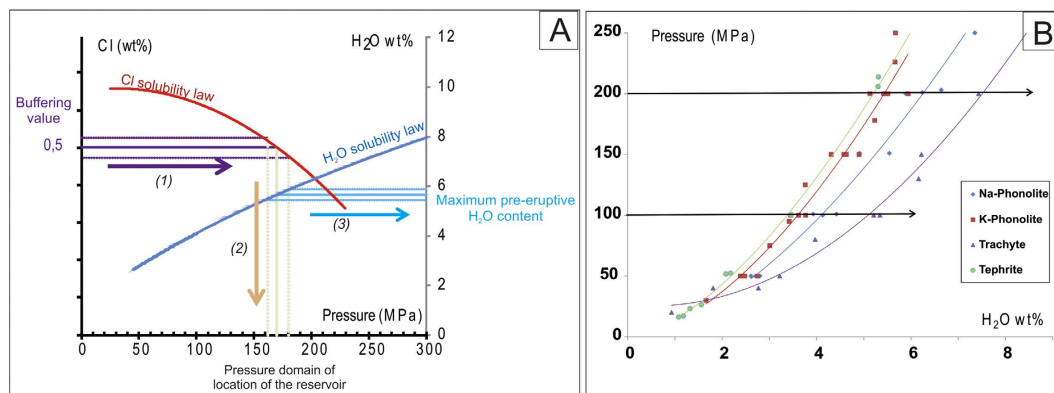 A
Cl (wt%)
H2O wt%
12
Cl solubility law
10
Buffering
value
0,5
8
H2O solubility law
(1)
6
Maximum pre-eruptive
H2O content
(2)
(3)
4
2
Pressure (MPa)
0
0 50 100 150 200 250 300
Pressure domain of
location of the reservoir
B
Pressure (MPa)
250
200
150
100
50
0
Na-Phonolite
K-Phonolite
Trachyte
Tephrite
H2O wt%
0 2 4 6 8